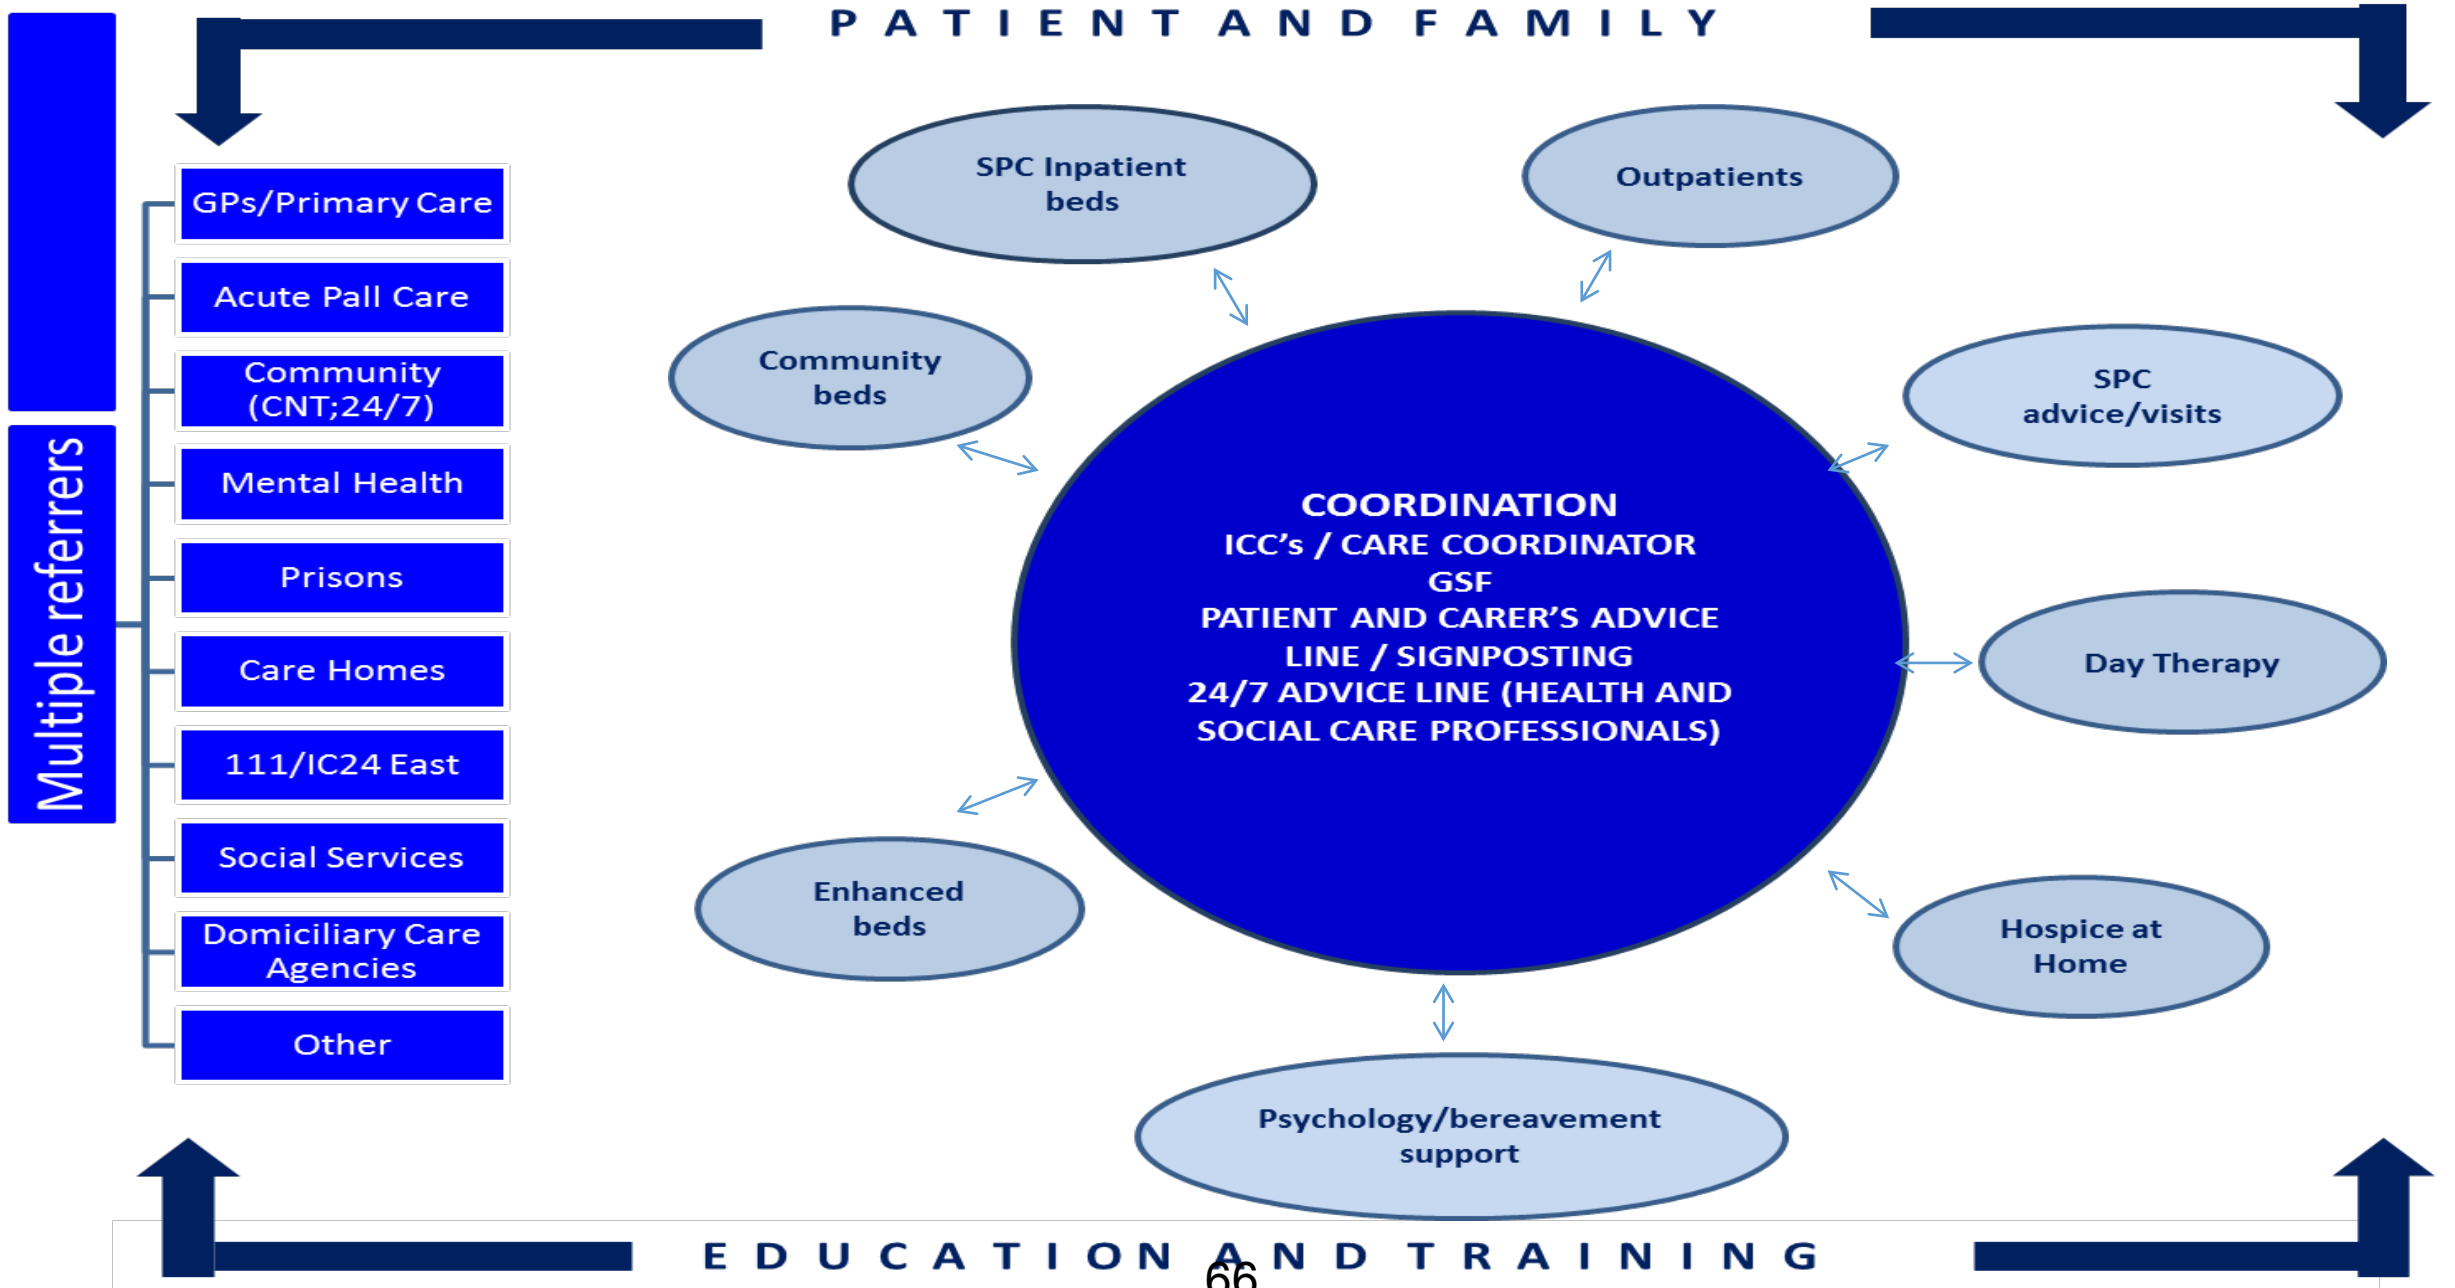 PATIENT AND FAMILY
Multiple referrers
GPs/Primary Care
Acute Pall Care
Community
(CNT;24/7)
Mental Health
Prisons
Care Homes
111/IC24 East
Social Services
Domiciliary Care
Agencies
Other
SPC Inpatient
beds
Outpatients
Community
beds
SPC
advice/visits
COORDINATION
ICC’s / CARE COORDINATOR
GSF
PATIENT AND CARER’S ADVICE
LINE / SIGNPOSTING
24/7 ADVICE LINE (HEALTH AND
SOCIAL CARE PROFESSIONALS)
Day Therapy
Enhanced
beds
Hospice at
Home
Psychology/bereavement
support
EDUCATION AND TRAINING
66